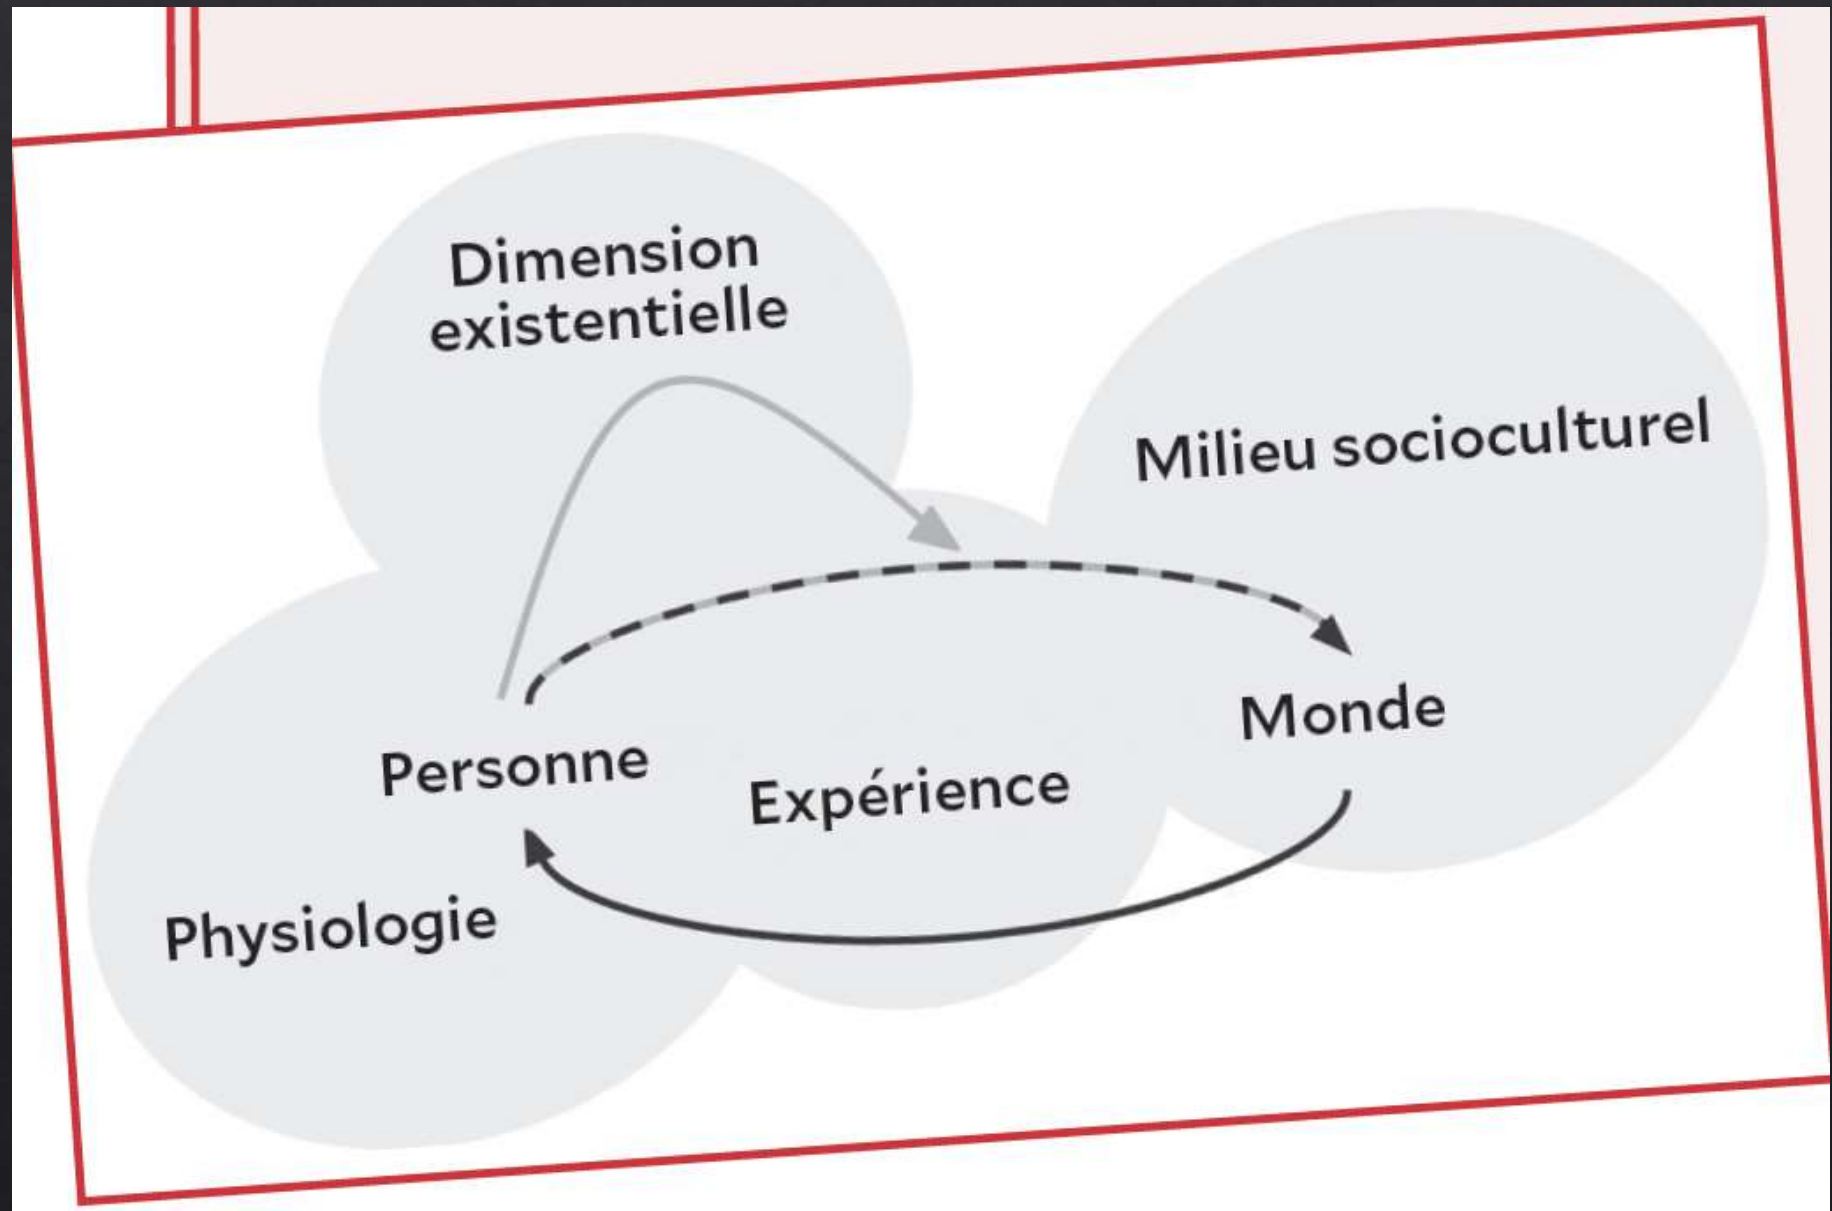 Dimension
existentielle
Milieu socioculturel
Monde
Personne
Expérience
Physiologie